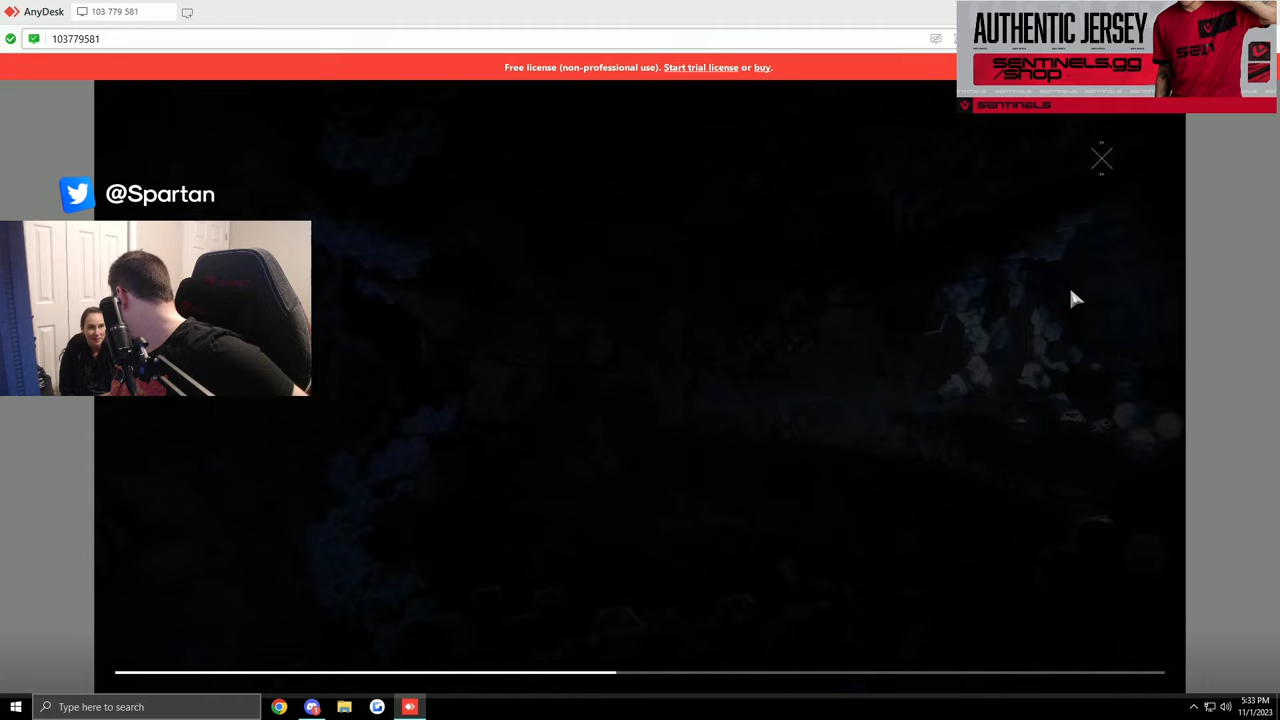 AnyDesk
103 779 581
103779581
Free license (non-professional use). Start trial license or buy.
AUTHENTIC JERSEY
SENTINELS.GG
/SHOP
SENTINELS
@Spartan
Type here to search
5:33 PM
11/1/2023